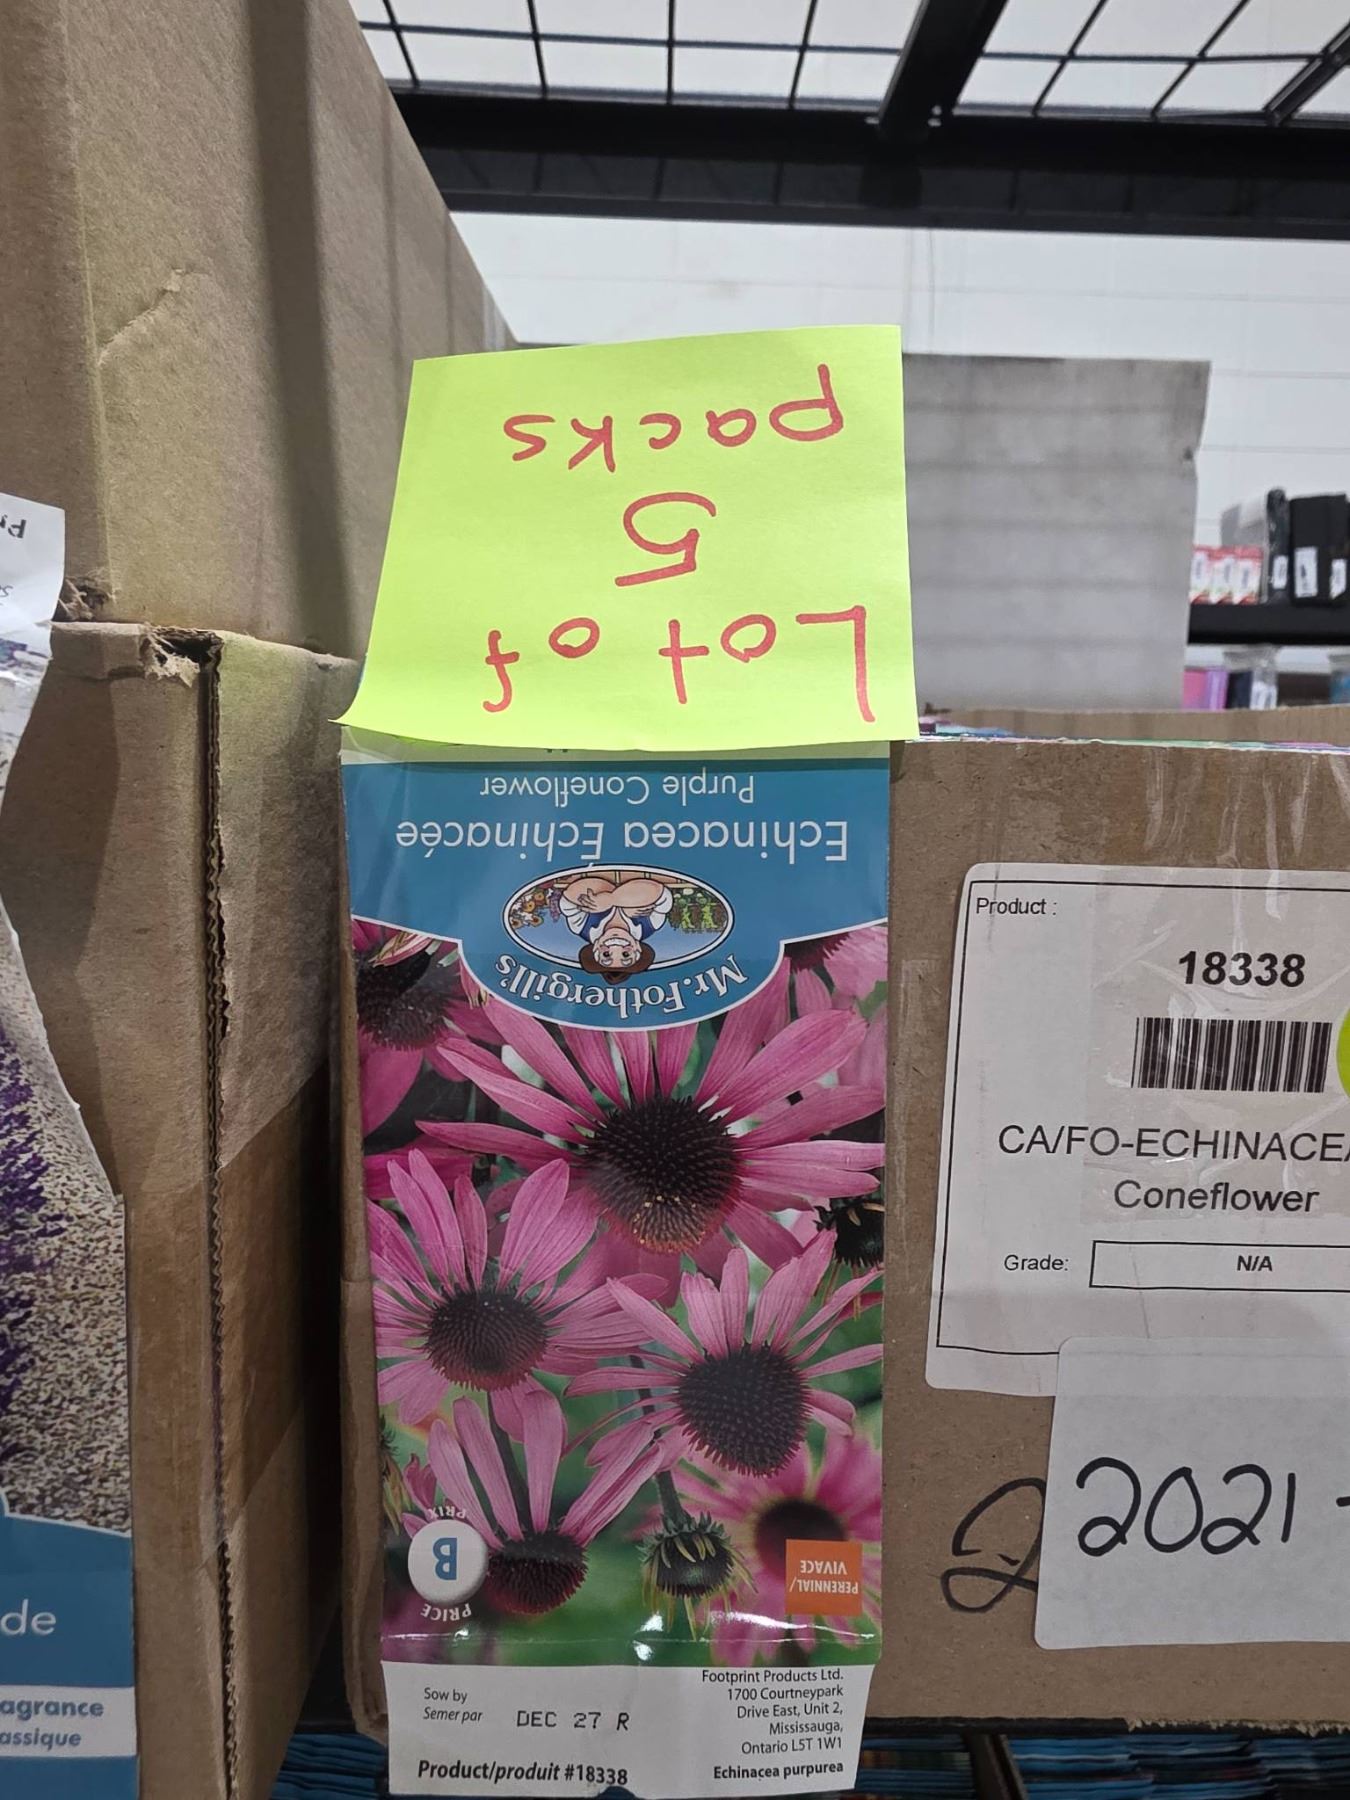 Lot of
5
packs
Purple Coneflower
Echinacea Échinacée
Mr. Fothergill's
PRICE
B
PRIX
PERENNIAL/
VIVACE
Sow by
Semer par
DEC 27 R
Product/produit #18338
Footprint Products Ltd.
1700 Courtneypark
Drive East, Unit 2,
Mississauga,
Ontario L5T 1W1
Echinacea purpurea
Product :
18338
CA/FO-ECHINACEA
Coneflower
Grade:
N/A
2021
de
agrance
assique